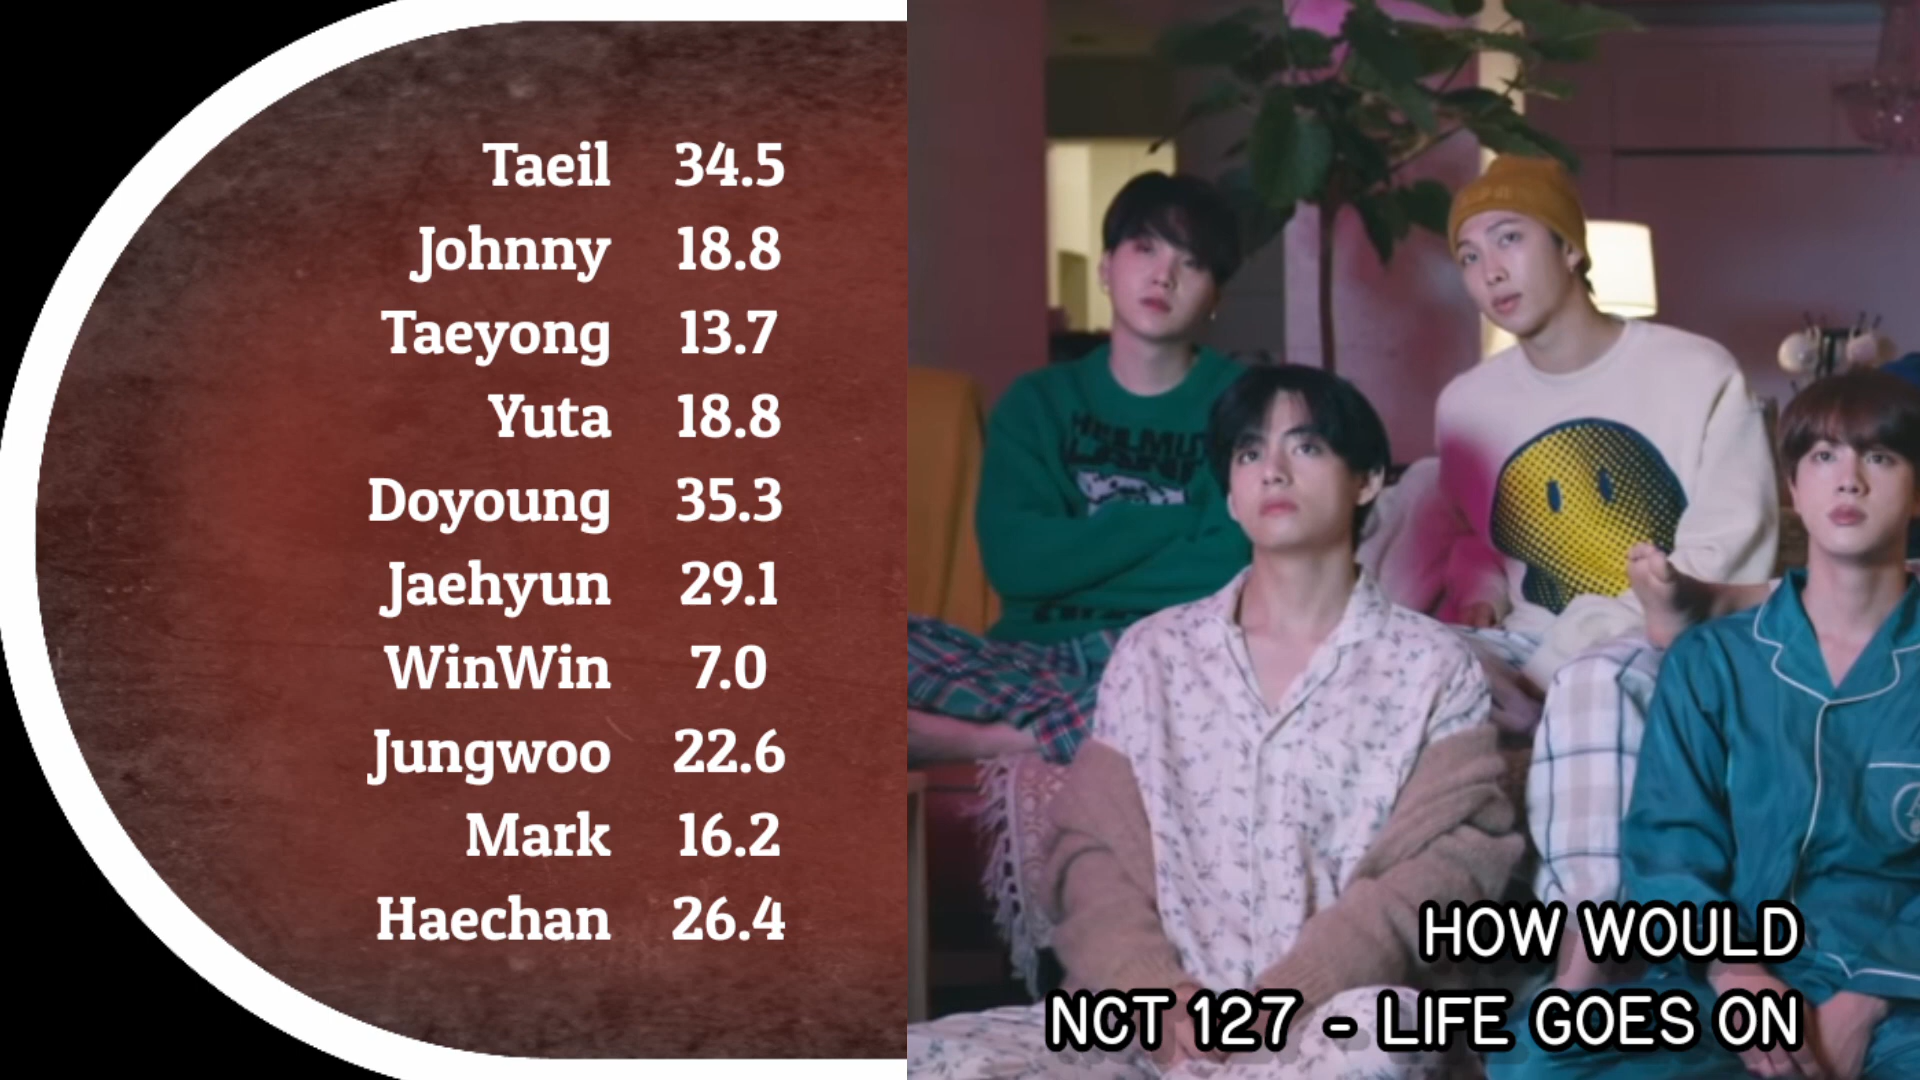 Taeil 34.5
Johnny 18.8
Taeyong 13.7
Yuta 18.8
Doyoung 35.3
Jaehyun 29.1
WinWin 7.0
Jungwoo 22.6
Mark 16.2
Haechan 26.4
HELMUT
HOW WOULD
NCT 127 - LIFE GOES ON